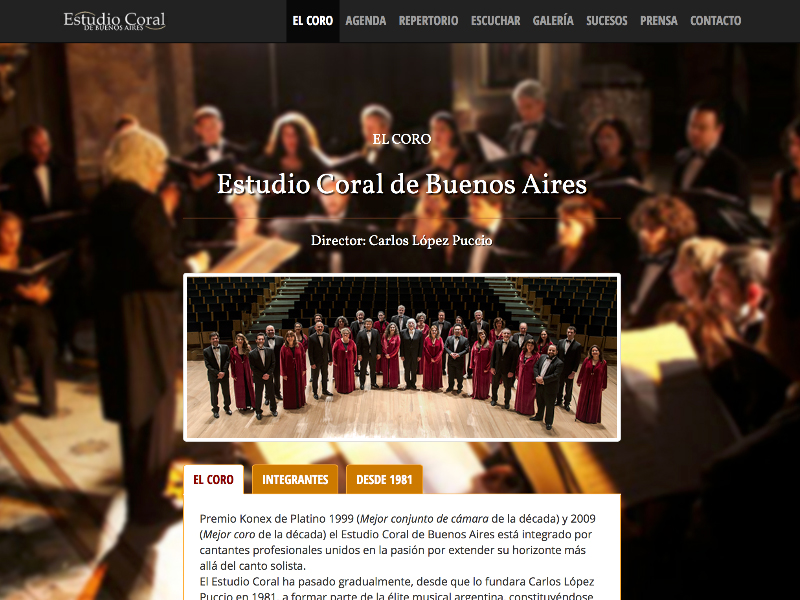 Estudio Coral
DE BUENOS AIRES
EL CORO AGENDA REPERTORIO ESCUCHAR GALERÍA SUCESOS PRENSA CONTACTO
EL CORO
Estudio Coral de Buenos Aires
Director: Carlos López Puccio
EL CORO INTEGRANTES DESDE 1981
Premio Konex de Platino 1999 (Mejor conjunto de cámara de la década) y 2009
(Mejor coro de la década) el Estudio Coral de Buenos Aires está integrado por
cantantes profesionales unidos en la pasión por extender su horizonte más
allá del canto solista.
El Estudio Coral ha pasado gradualmente, desde que lo fundara Carlos López
Puccio en 1981, a formar parte de la élite musical argentina, constituyéndose